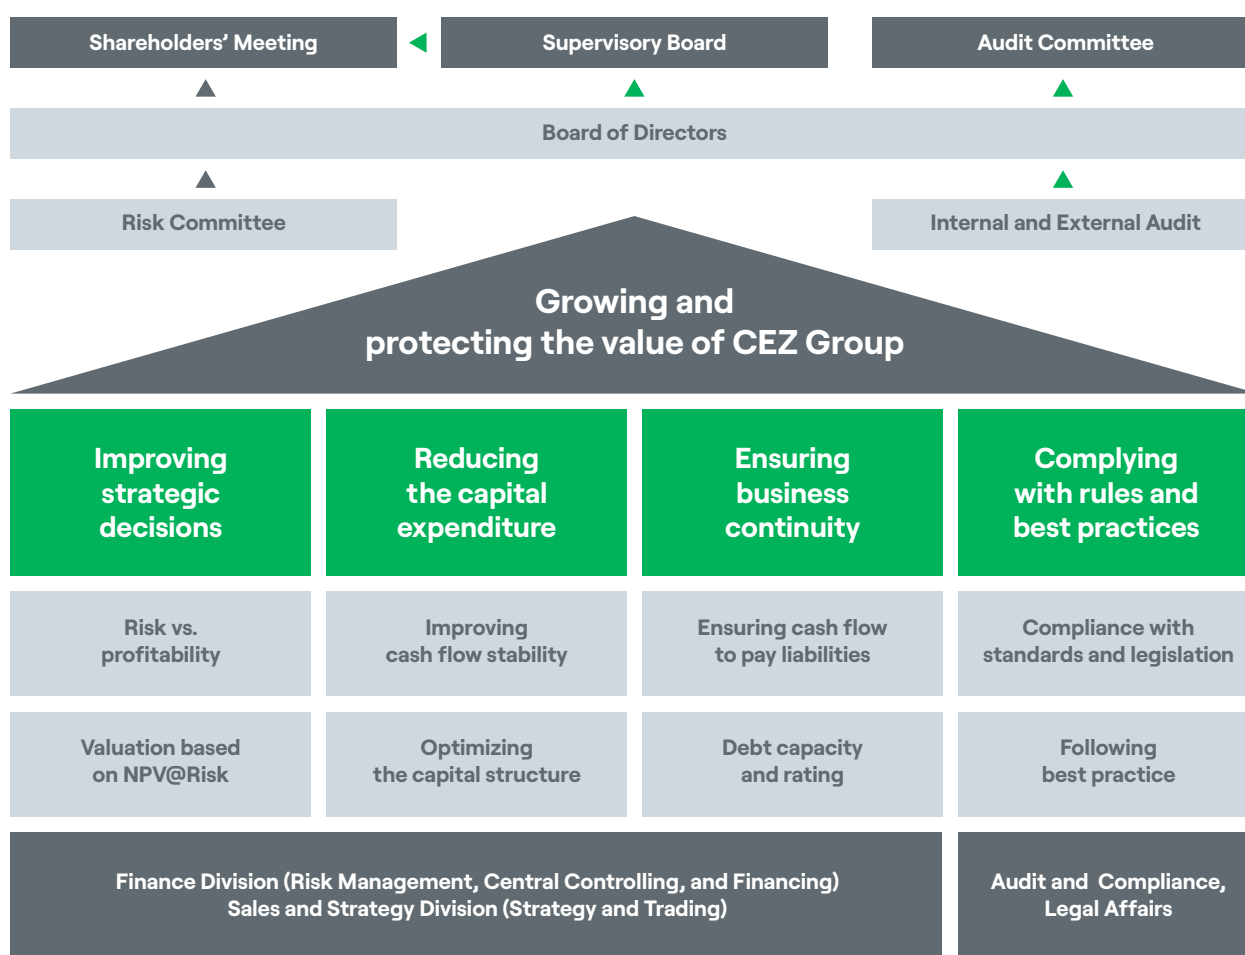 Shareholders’ Meeting
Supervisory Board
Audit Committee
Board of Directors
Risk Committee
Internal and External Audit
Growing and
protecting the value of CEZ Group
Improving
strategic
decisions
Reducing
the capital
expenditure
Ensuring
business
continuity
Complying
with rules and
best practices
Risk vs.
profitability
Improving
cash flow stability
Ensuring cash flow
to pay liabilities
Compliance with
standards and legislation
Valuation based
on NPV@Risk
Optimizing
the capital structure
Debt capacity
and rating
Following
best practice
Finance Division (Risk Management, Central Controlling, and Financing)
Sales and Strategy Division (Strategy and Trading)
Audit and Compliance,
Legal Affairs